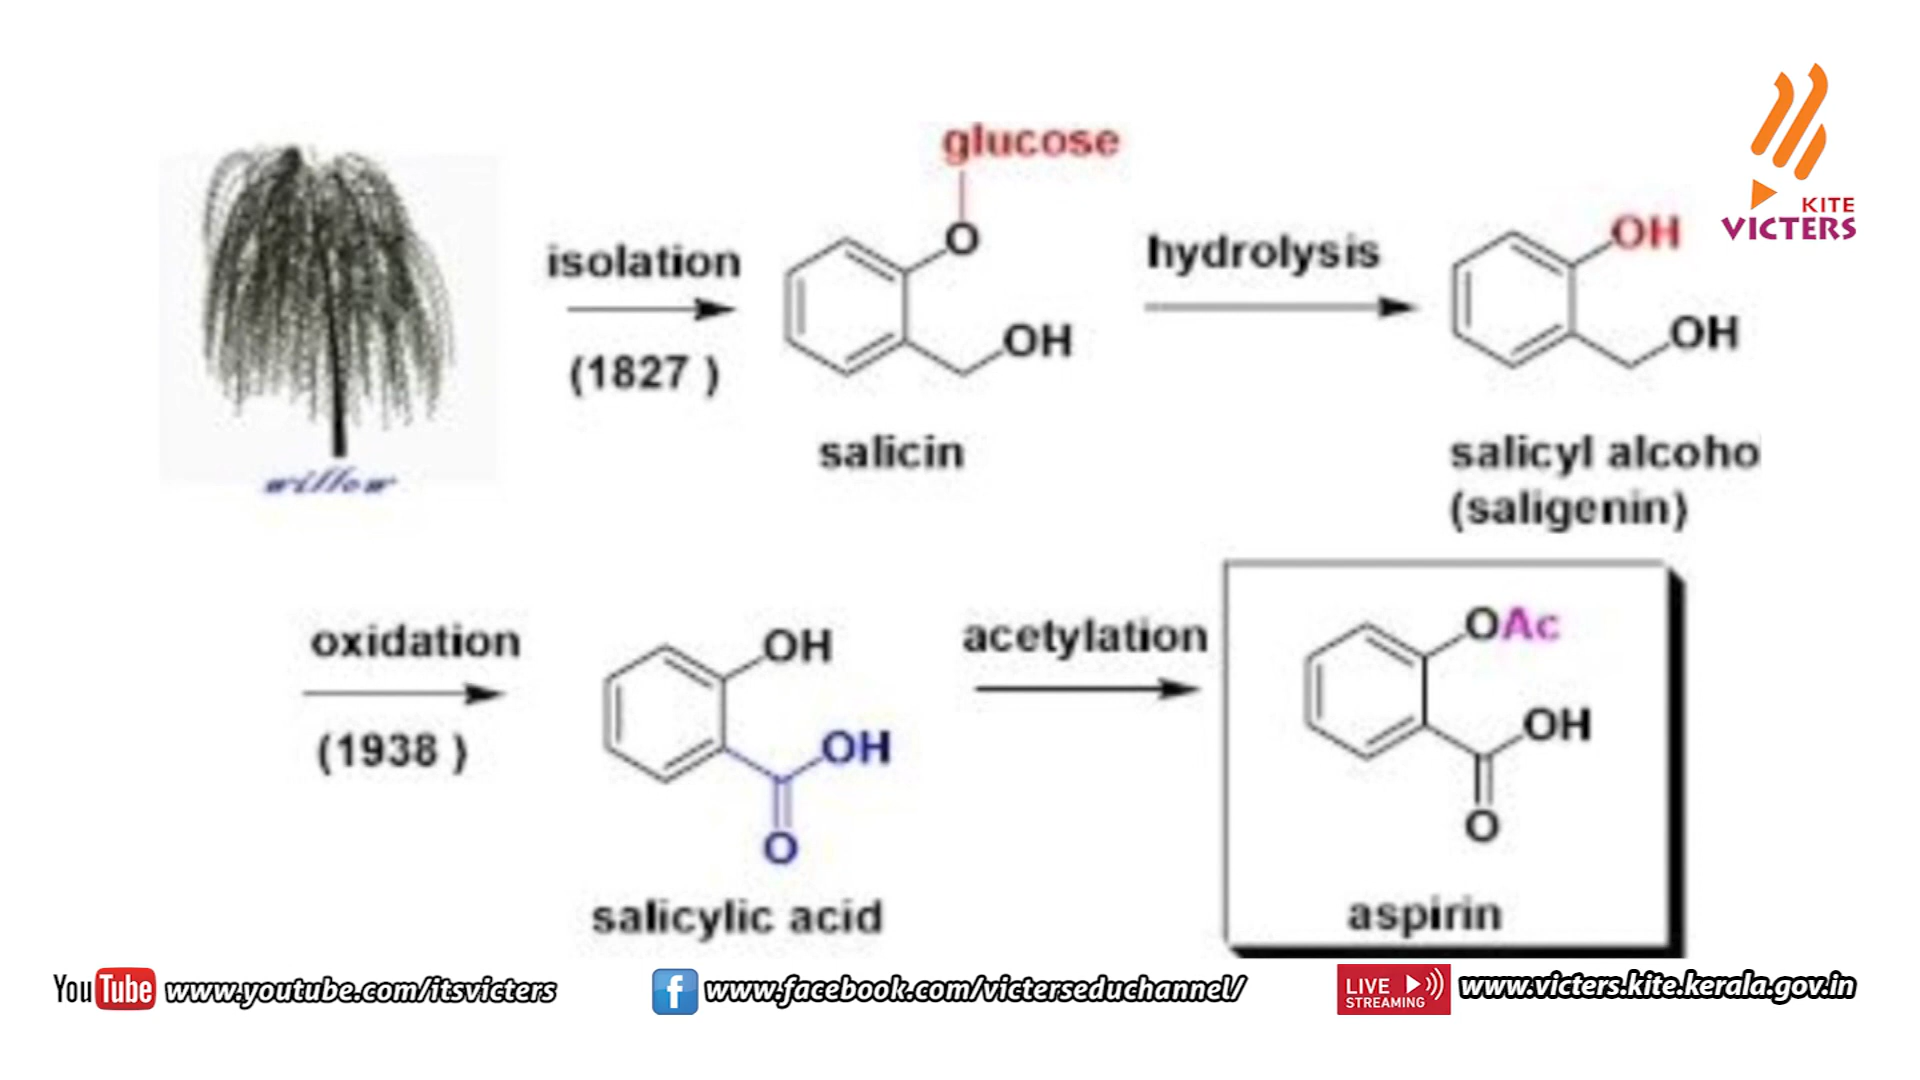 glucose
O
OH
isolation
(1827 )
hydrolysis
OH
OH
KITE
VICTERS
willow
salicin
salicyl alcoho
(saligenin)
oxidation
(1938 )
OH
OH
O
acetylation
OAc
OH
O
salicylic acid
aspirin
You Tube www.youtube.com/itsvicters
f www.facebook.com/victerseduchannel/
LIVE STREAMING www.victers.kite.kerala.gov.in